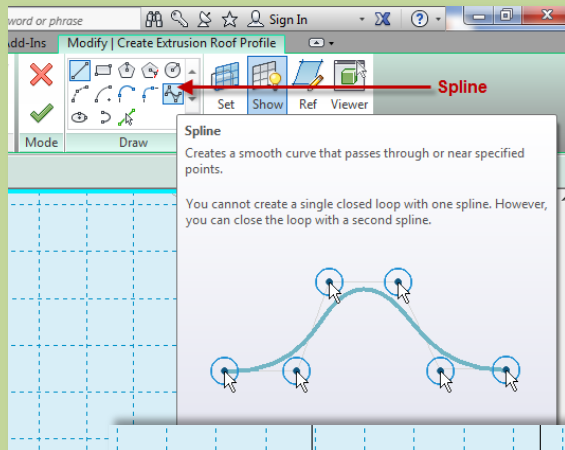 word or phrase
Sign In
Add-Ins
Modify | Create Extrusion Roof Profile
Spline
Set
Show
Ref
Viewer
Mode
Draw
Spline
Creates a smooth curve that passes through or near specified
points.
You cannot create a single closed loop with one spline. However,
you can close the loop with a second spline.